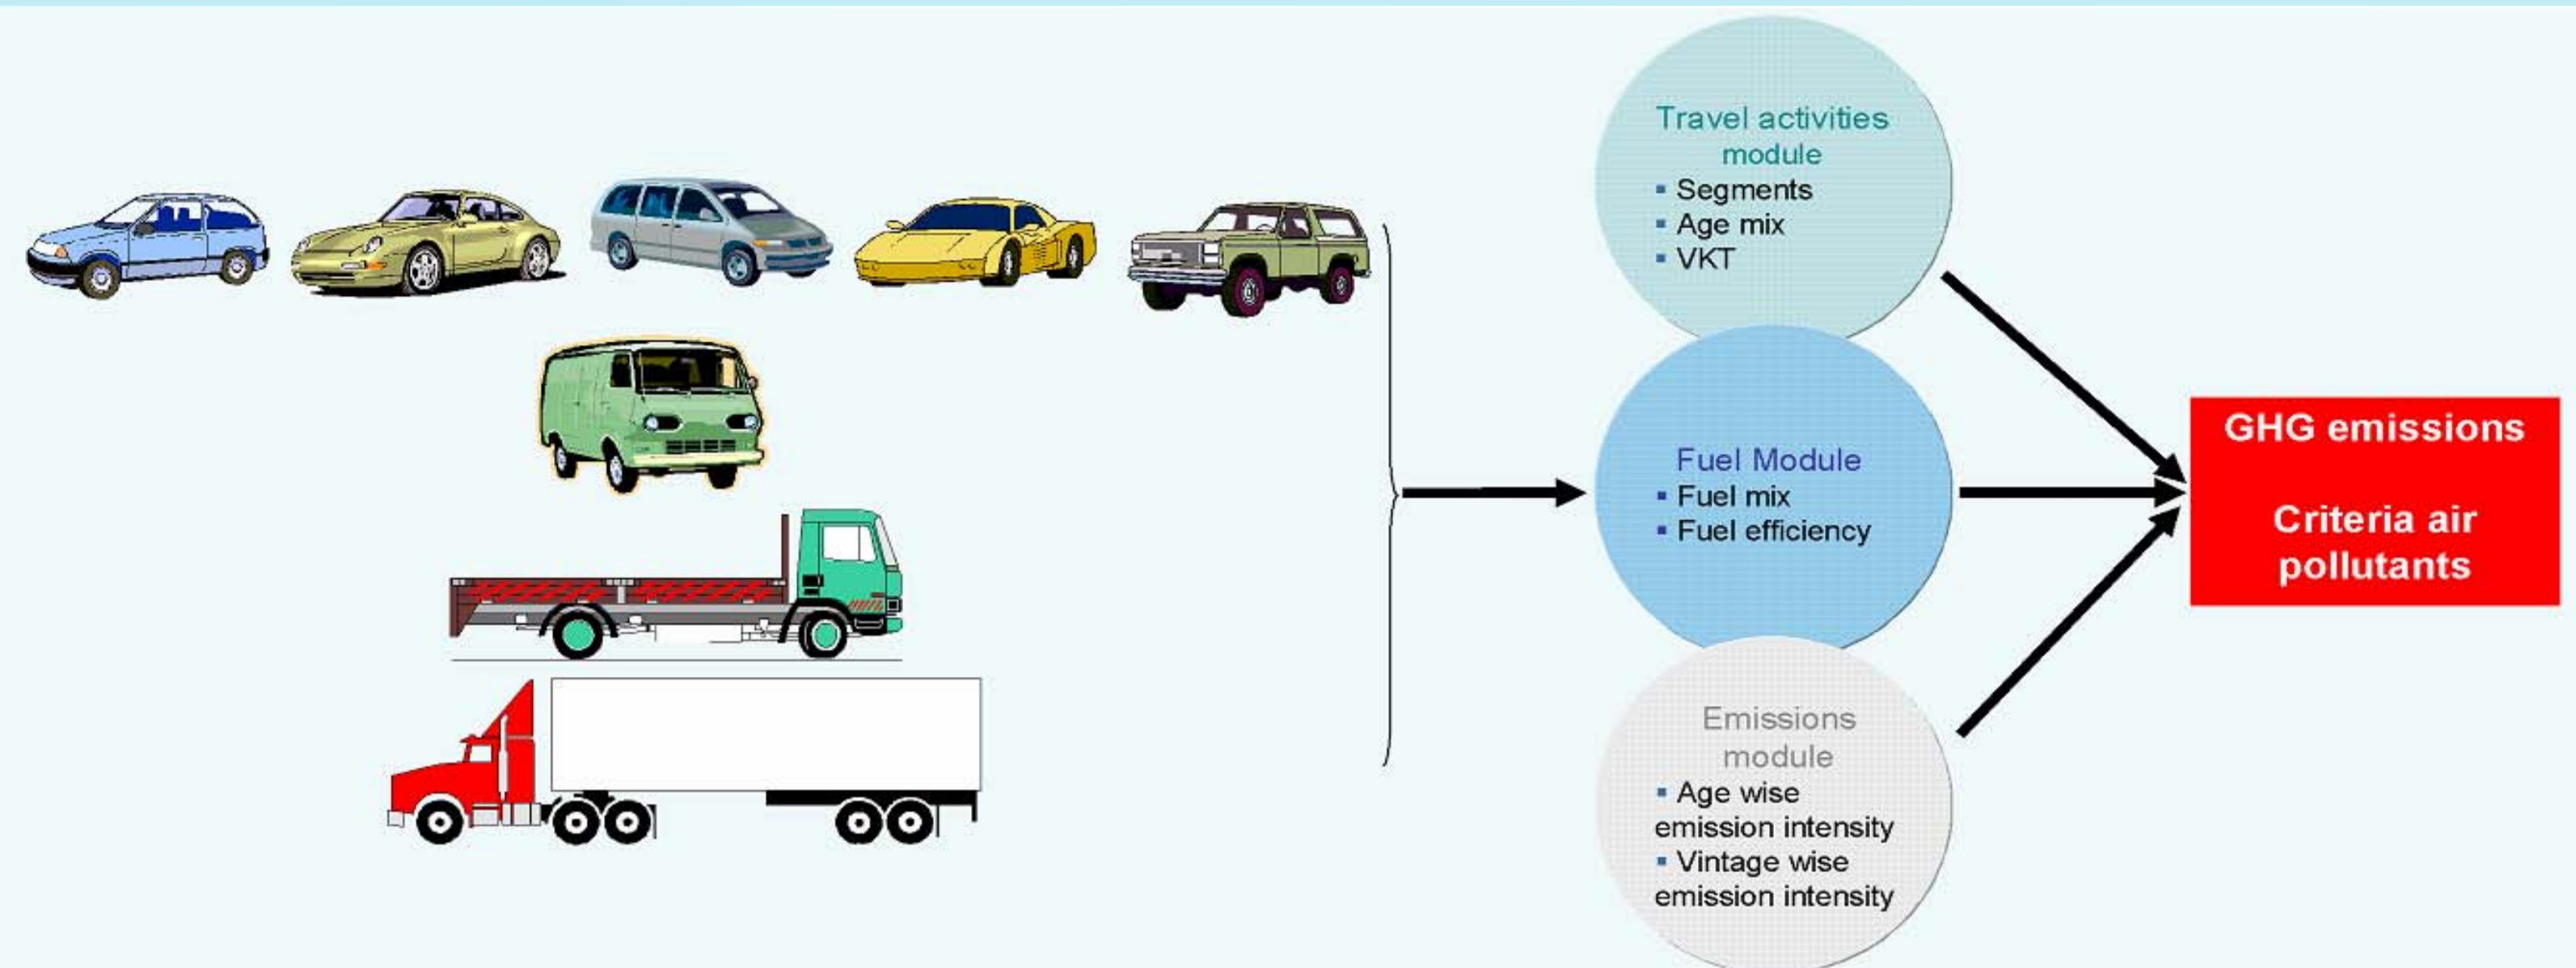 Travel activities
module
▪ Segments
▪ Age mix
▪ VKT
Fuel Module
▪ Fuel mix
▪ Fuel efficiency
Emissions
module
▪ Age wise
emission intensity
▪ Vintage wise
emission intensity
GHG emissions
Criteria air
pollutants